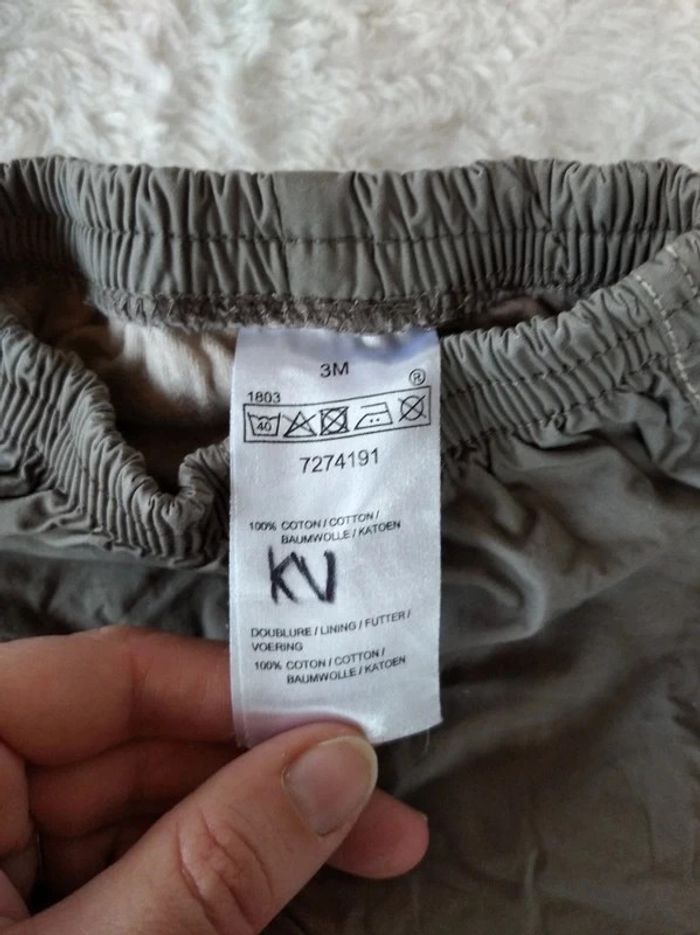 3M
®
1803
40
7274191
100% COTON / COTTON /
BAUMWOLLE / KATOEN
KV
DOUBLURE / LINING / FUTTER /
VOERING
100% COTON / COTTON /
BAUMWOLLE / KATOEN